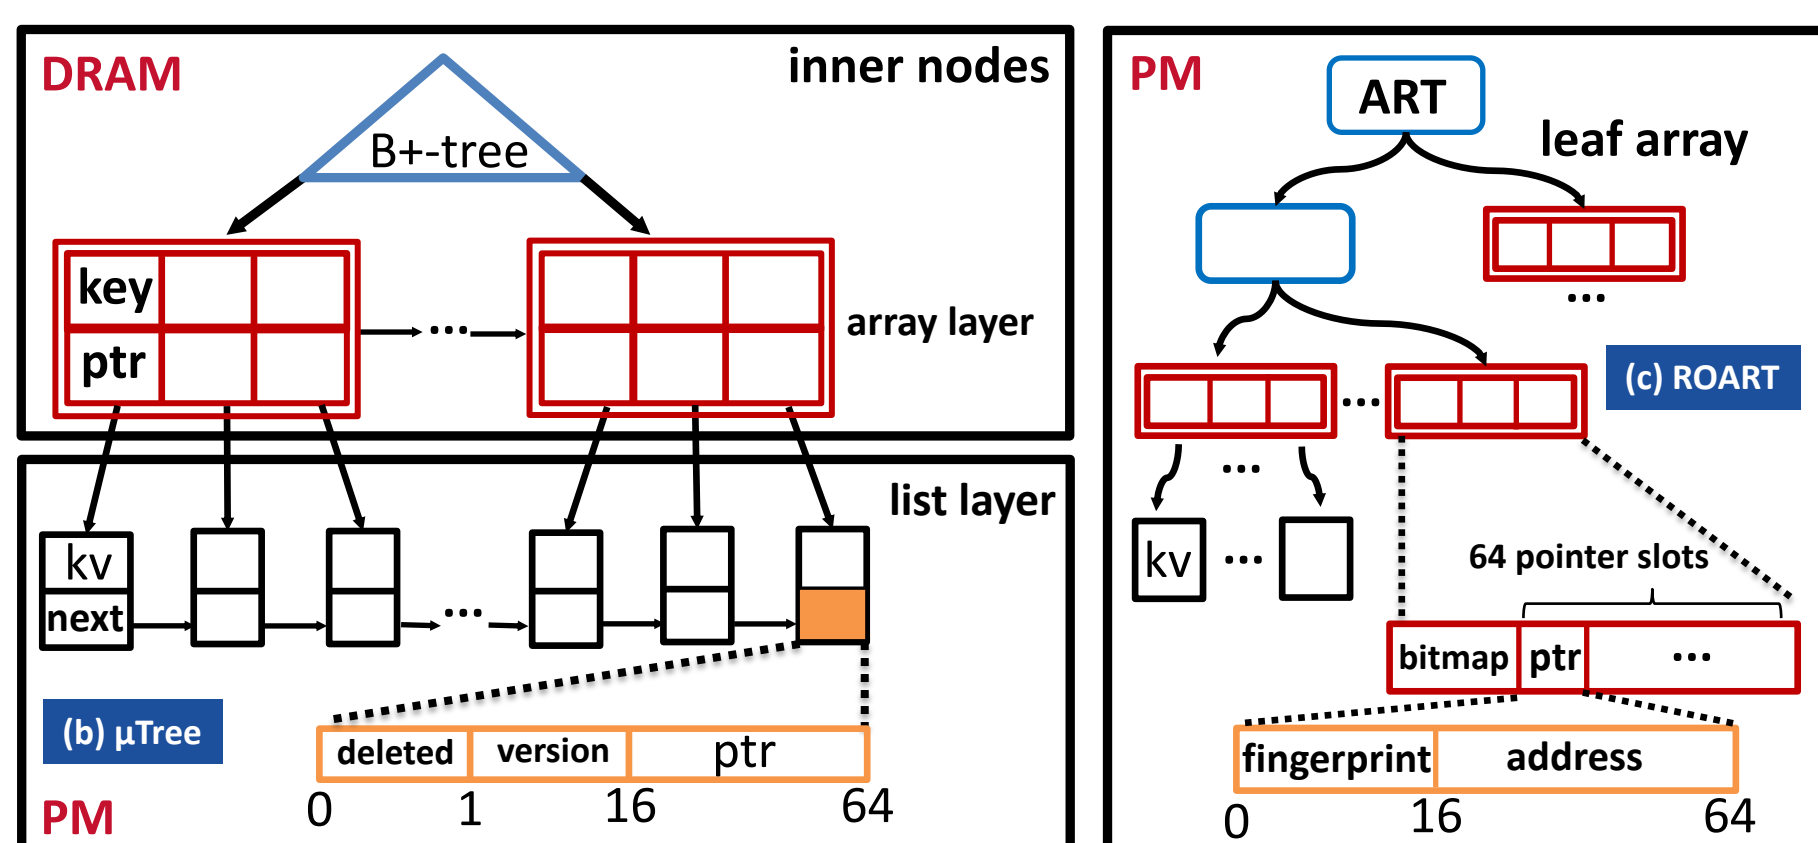 DRAM
inner nodes
B+-tree
key
ptr
...
array layer
list layer
kv
next
...
(b) μTree
deleted version ptr
0 1 16 64
PM
PM
ART
leaf array
...
(c) ROART
...
...
kv
...
64 pointer slots
bitmap ptr ...
fingerprint address
0 16 64